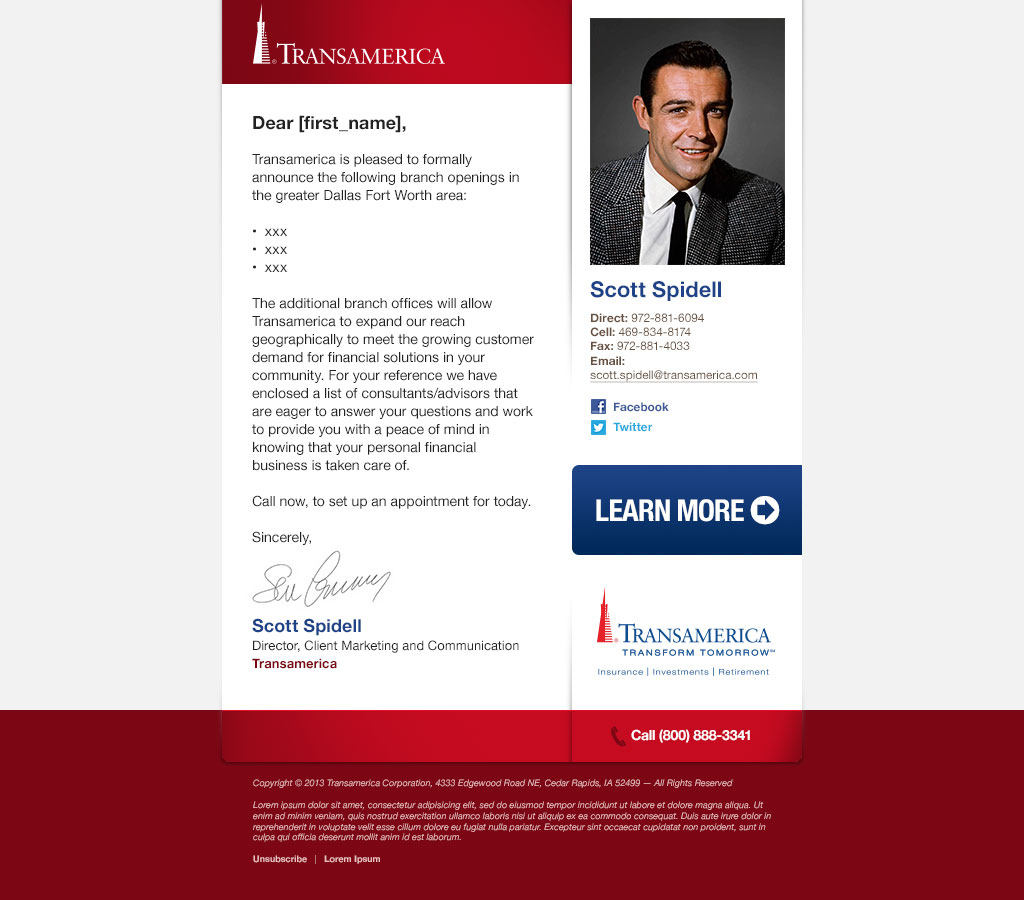 TRANSAMERICA
Dear [first_name],
Transamerica is pleased to formally
announce the following branch openings in
the greater Dallas Fort Worth area:
• xxx
• xxx
• xxx
The additional branch offices will allow
Transamerica to expand our reach
geographically to meet the growing customer
demand for financial solutions in your
community. For your reference we have
enclosed a list of consultants/advisors that
are eager to answer your questions and work
to provide you with a peace of mind in
knowing that your personal financial
business is taken care of.
Call now, to set up an appointment for today.
Sincerely,
Scott Spidell
Director, Client Marketing and Communication
Transamerica
Scott Spidell
Direct: 972-881-6094
Cell: 469-834-8174
Fax: 972-881-4033
Email:
scott.spidell@transamerica.com
Facebook
Twitter
LEARN MORE
TRANSAMERICA
TRANSFORM TOMORROW℠
Insurance | Investments | Retirement
Call (800) 888-3341
Copyright © 2013 Transamerica Corporation, 4333 Edgewood Road NE, Cedar Rapids, IA 52499 — All Rights Reserved
Lorem ipsum dolor sit amet, consectetur adipisicing elit, sed do eiusmod tempor incididunt ut labore et dolore magna aliqua. Ut
enim ad minim veniam, quis nostrud exercitation ullamco laboris nisi ut aliquip ex ea commodo consequat. Duis aute irure dolor in
reprehenderit in voluptate velit esse cillum dolore eu fugiat nulla pariatur. Excepteur sint occaecat cupidatat non proident, sunt in
culpa qui officia deserunt mollit anim id est laborum.
Unsubscribe | Lorem Ipsum